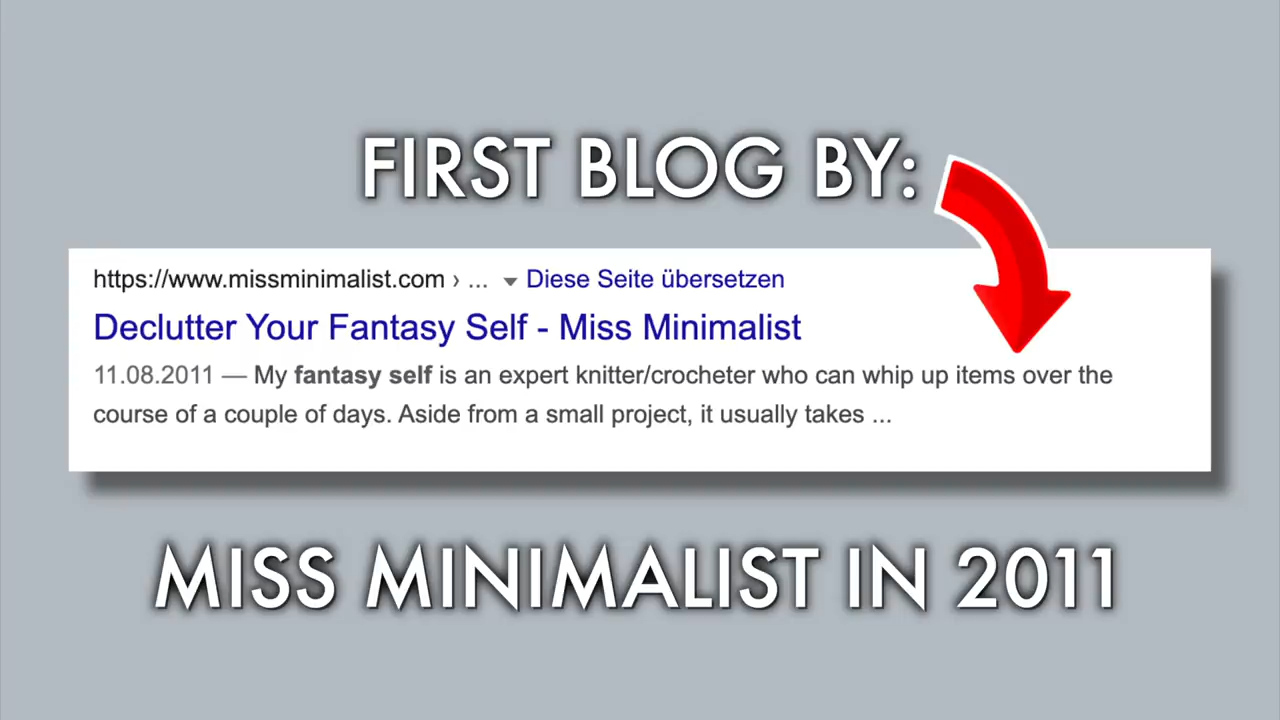 FIRST BLOG BY:
https://www.missminimalist.com › ... Diese Seite übersetzen
Declutter Your Fantasy Self - Miss Minimalist
11.08.2011 — My fantasy self is an expert knitter/crocheter who can whip up items over the
course of a couple of days. Aside from a small project, it usually takes ...
MISS MINIMALIST IN 2011